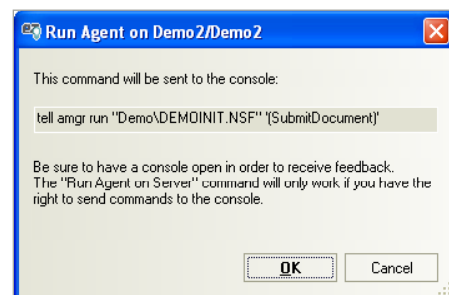 Run Agent on Demo2/Demo2
This command will be sent to the console:
tell amgr run "Demo\DEMOINIT.NSF" '(SubmitDocument)'
Be sure to have a console open in order to receive feedback.
The "Run Agent on Server" command will only work if you have the
right to send commands to the console.
OK
Cancel